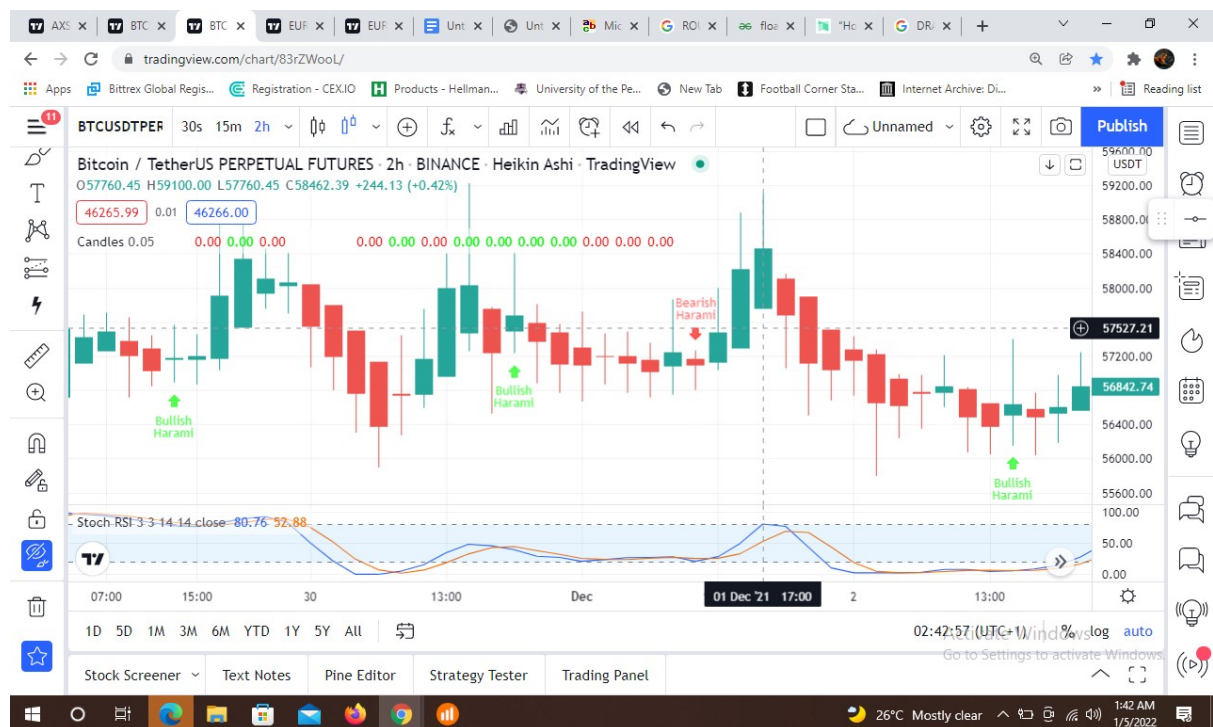 AXS
BTC
BTC
EUF
EUF
Unt
Unt
Mic
ROI
floa
"Ho
DRA
tradingview.com/chart/83rZWooL/
Apps
Bittrex Global Regis...
Registration - CEX.IO
Products - Hellman...
University of the Pe...
New Tab
Football Corner Sta...
Internet Archive: Di...
»
Reading list
11
BTCUSDTPER
30s 15m 2h
Unnamed
Publish
Bitcoin / TetherUS PERPETUAL FUTURES · 2h · BINANCE · Heikin Ashi · TradingView
O57760.45 H59100.00 L57760.45 C58462.39 +244.13 (+0.42%)
46265.99 0.01 46266.00
Candles 0.05 0.00 0.00 0.00 0.00 0.00 0.00 0.00 0.00 0.00 0.00 0.00 0.00 0.00
59600.00
USDT
59200.00
58800.00
58400.00
58000.00
57527.21
57200.00
56842.74
56400.00
56000.00
55600.00
Bearish
Harami
Bullish
Harami
Bullish
Harami
Bullish
Harami
Stoch RSI 3 3 14 14 close 80.76 52.88
100.00
50.00
0.00
07:00 15:00 30 13:00 Dec 01 Dec '21 17:00 2 13:00
1D 5D 1M 3M 6M YTD 1Y 5Y All
02:42:57 (UTC+1) % log auto
Activate Windows
Go to Settings to activate Windows.
Stock Screener Text Notes Pine Editor Strategy Tester Trading Panel
26°C Mostly clear
1:42 AM
1/5/2022